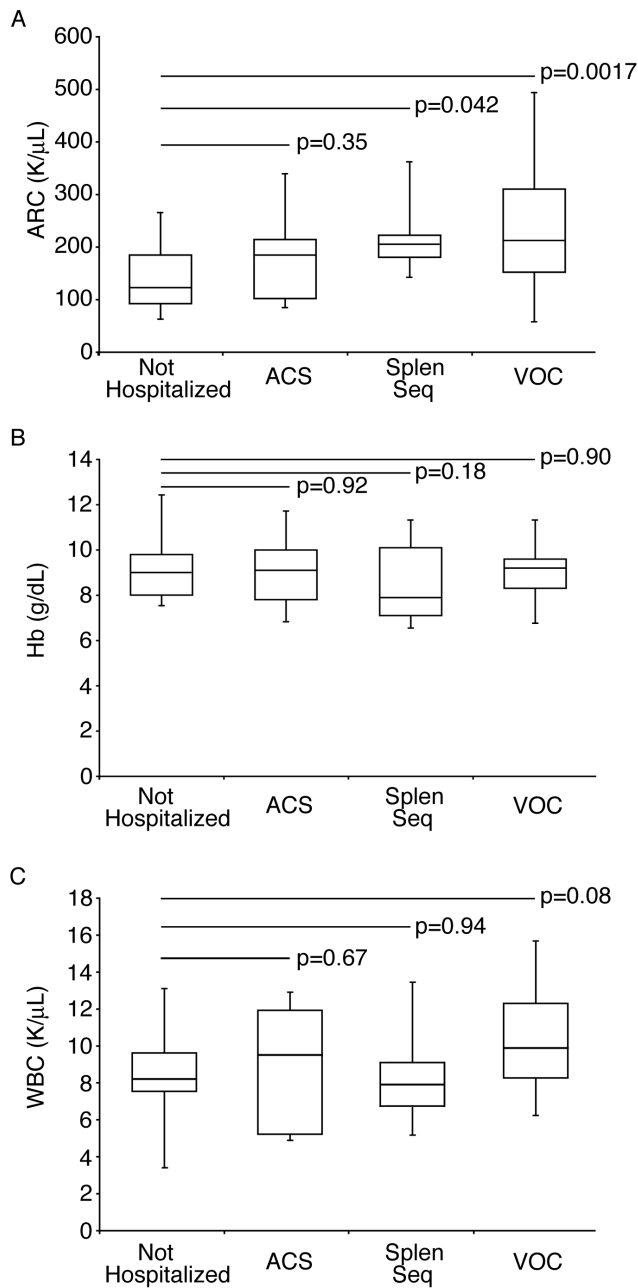 A
600
500
400
300
200
100
0
ARC (K/μL)
p=0.0017
p=0.042
p=0.35
Not
Hospitalized
ACS
Splen
Seq
VOC
B
14
12
10
8
6
4
2
0
Hb (g/dL)
p=0.90
p=0.18
p=0.92
Not
Hospitalized
ACS
Splen
Seq
VOC
C
18
16
14
12
10
8
6
4
2
0
WBC (K/μL)
p=0.08
p=0.94
p=0.67
Not
Hospitalized
ACS
Splen
Seq
VOC